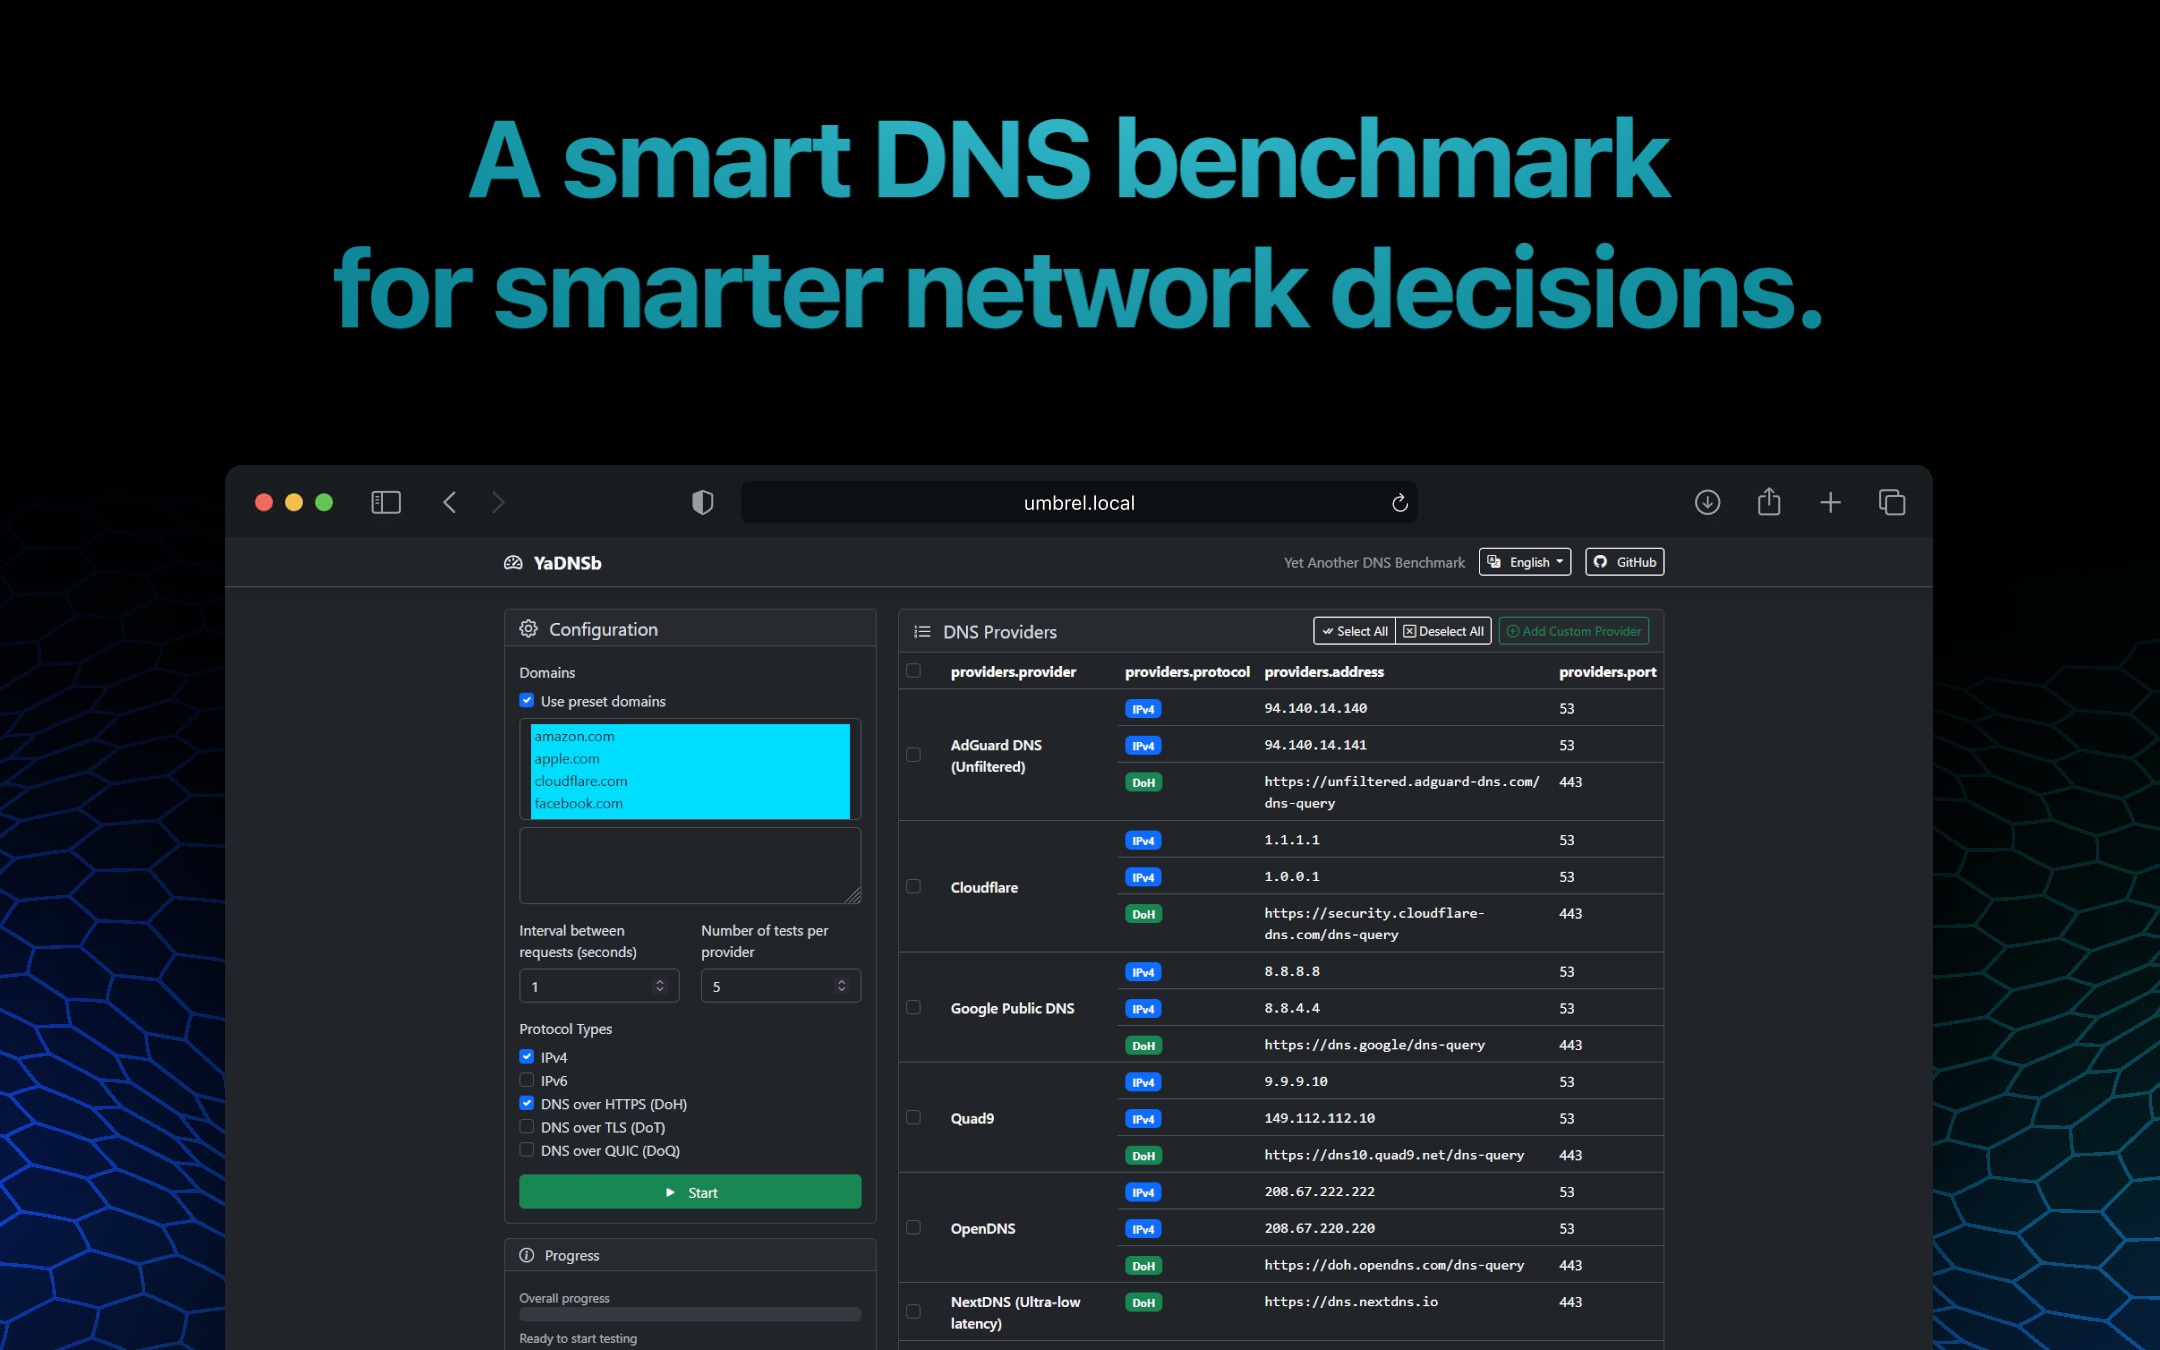 A smart DNS benchmark
for smarter network decisions.
umbrel.local
YaDNSb
Yet Another DNS Benchmark
English
GitHub
Configuration
Domains
Use preset domains
amazon.com
apple.com
cloudflare.com
facebook.com
Interval between
requests (seconds)
Number of tests per
provider
1
5
Protocol Types
IPv4
IPv6
DNS over HTTPS (DoH)
DNS over TLS (DoT)
DNS over QUIC (DoQ)
Start
Progress
Overall progress
Ready to start testing
DNS Providers
Select All
Deselect All
Add Custom Provider
providers.provider providers.protocol providers.address providers.port
AdGuard DNS
(Unfiltered)
IPv4 94.140.14.140 53
IPv4 94.140.14.141 53
DoH https://unfiltered.adguard-dns.com/ 443
dns-query
Cloudflare
IPv4 1.1.1.1 53
IPv4 1.0.0.1 53
DoH https://security.cloudflare- 443
dns.com/dns-query
Google Public DNS
IPv4 8.8.8.8 53
IPv4 8.8.4.4 53
DoH https://dns.google/dns-query 443
Quad9
IPv4 9.9.9.10 53
IPv4 149.112.112.10 53
DoH https://dns10.quad9.net/dns-query 443
OpenDNS
IPv4 208.67.222.222 53
IPv4 208.67.220.220 53
DoH https://doh.opendns.com/dns-query 443
NextDNS (Ultra-low
latency)
DoH https://dns.nextdns.io 443